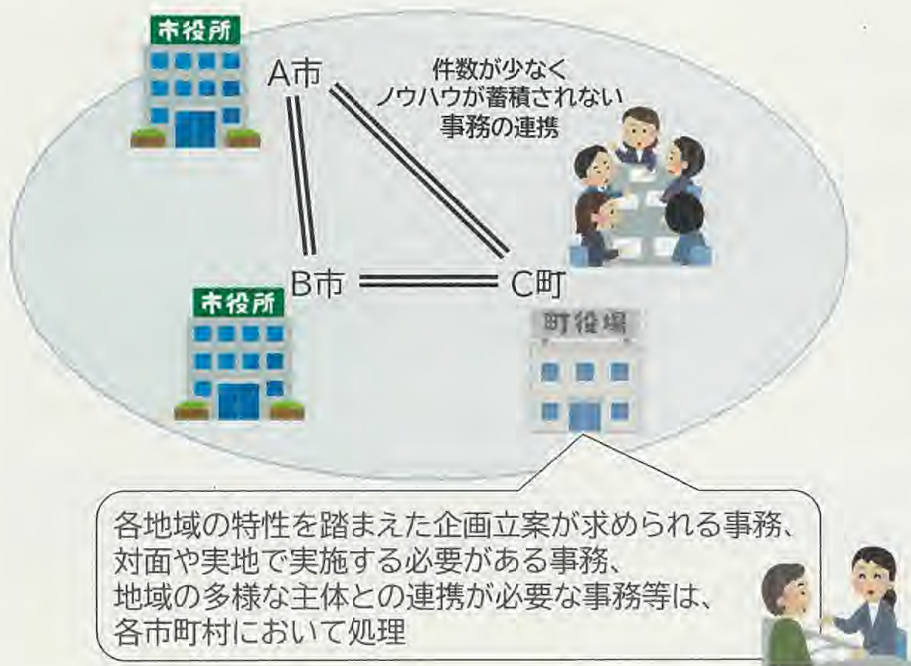 市役所
A市
件数が少なく
ノウハウが蓄積されない
事務の連携
B市
C町
市役所
町役場
各地域の特性を踏まえた企画立案が求められる事務、
対面や実地で実施する必要がある事務、
地域の多様な主体との連携が必要な事務等は、
各市町村において処理